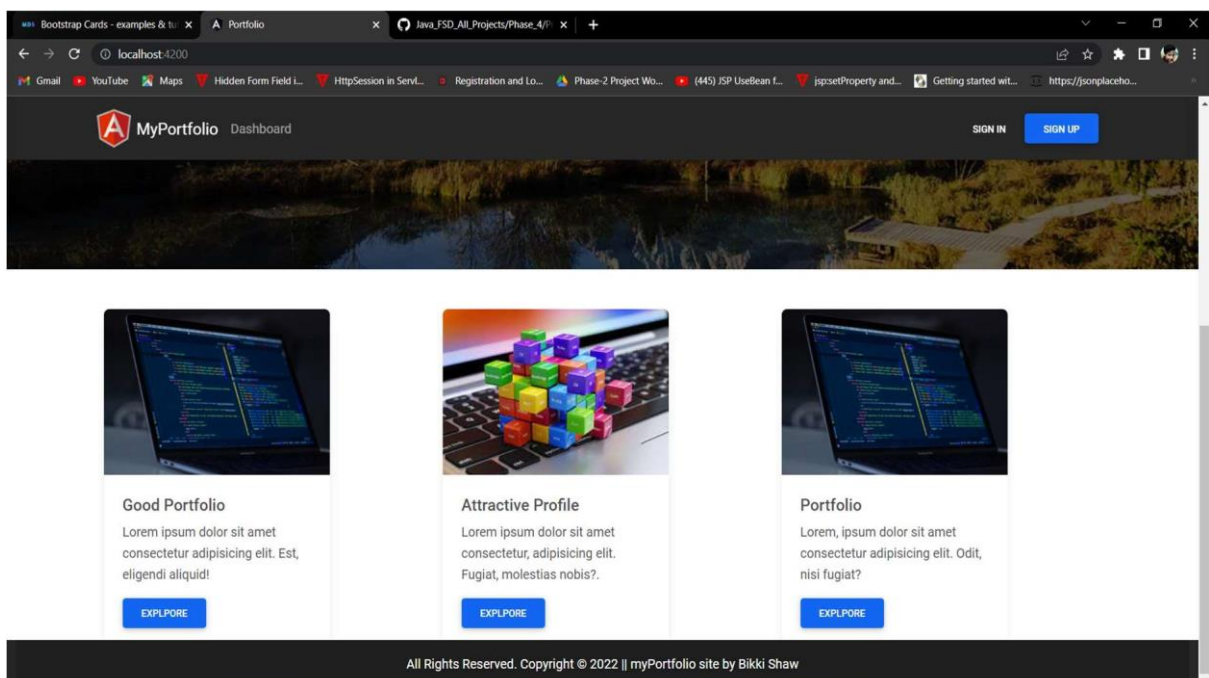 Bootstrap Cards - examples & tu
Portfolio
Java_FSD_All_Projects/Phase_4/P
localhost:4200
Gmail
YouTube
Maps
Hidden Form Field i...
HttpSession in Servl...
Registration and Lo...
Phase-2 Project Wo...
(445) JSP UseBean f...
jsp:setProperty and...
Getting started wit...
https://jsonplaceho...
MyPortfolio
Dashboard
SIGN IN
SIGN UP
Good Portfolio
Lorem ipsum dolor sit amet
consectetur adipisicing elit. Est,
eligendi aliquid!
EXPLPORE
Attractive Profile
Lorem ipsum dolor sit amet
consectetur, adipisicing elit.
Fugiat, molestias nobis?.
EXPLPORE
Portfolio
Lorem, ipsum dolor sit amet
consectetur adipisicing elit. Odit,
nisi fugiat?
EXPLPORE
All Rights Reserved. Copyright © 2022 || myPortfolio site by Bikki Shaw